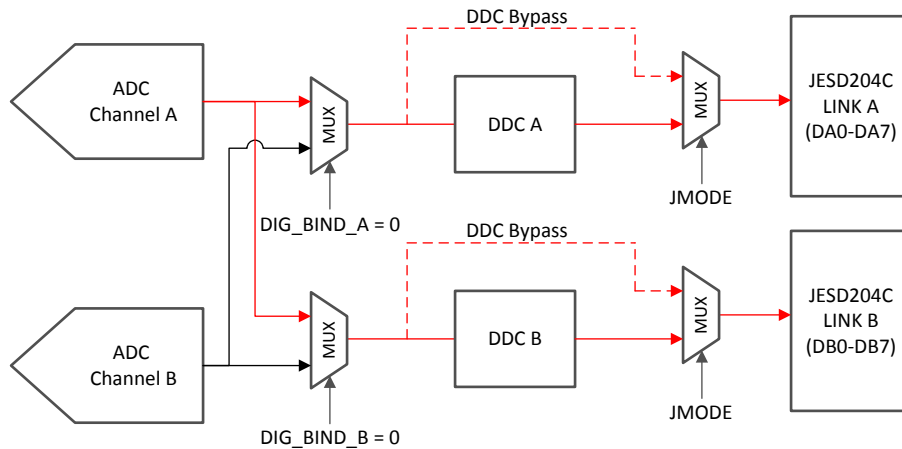 DDC Bypass
ADC
Channel A
MUX
DDC A
MUX
JESD204C
LINK A
(DA0-DA7)
DIG_BIND_A = 0
JMODE
DDC Bypass
ADC
Channel B
MUX
DDC B
MUX
JESD204C
LINK B
(DB0-DB7)
DIG_BIND_B = 0
JMODE